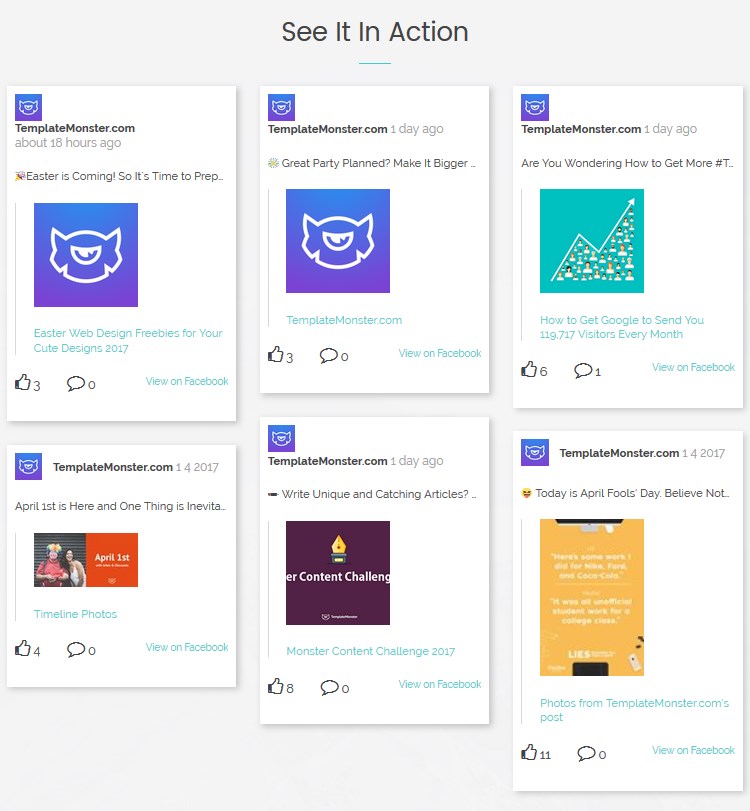 See It In Action
TemplateMonster.com
about 18 hours ago
🎉Easter is Coming! So It's Time to Prep...
Easter Web Design Freebies for Your
Cute Designs 2017
3 0 View on Facebook
TemplateMonster.com 1 4 2017
April 1st is Here and One Thing is Inevita...
April 1st
Timeline Photos
4 0 View on Facebook
TemplateMonster.com 1 day ago
Great Party Planned? Make It Bigger ...
TemplateMonster.com
3 0 View on Facebook
TemplateMonster.com 1 day ago
Write Unique and Catching Articles? ...
er Content Challeng
TemplateMonster
Monster Content Challenge 2017
8 0 View on Facebook
TemplateMonster.com 1 day ago
Are You Wondering How to Get More #T...
How to Get Google to Send You
119,717 Visitors Every Month
6 1 View on Facebook
TemplateMonster.com 1 4 2017
😝 Today is April Fools' Day. Believe Not...
"Here's some work I
did for Nike, Ford,
and Coca-Cola."
"It was all unofficial
student work for a
college class."
LIES
Photos from TemplateMonster.com's
post
11 0 View on Facebook